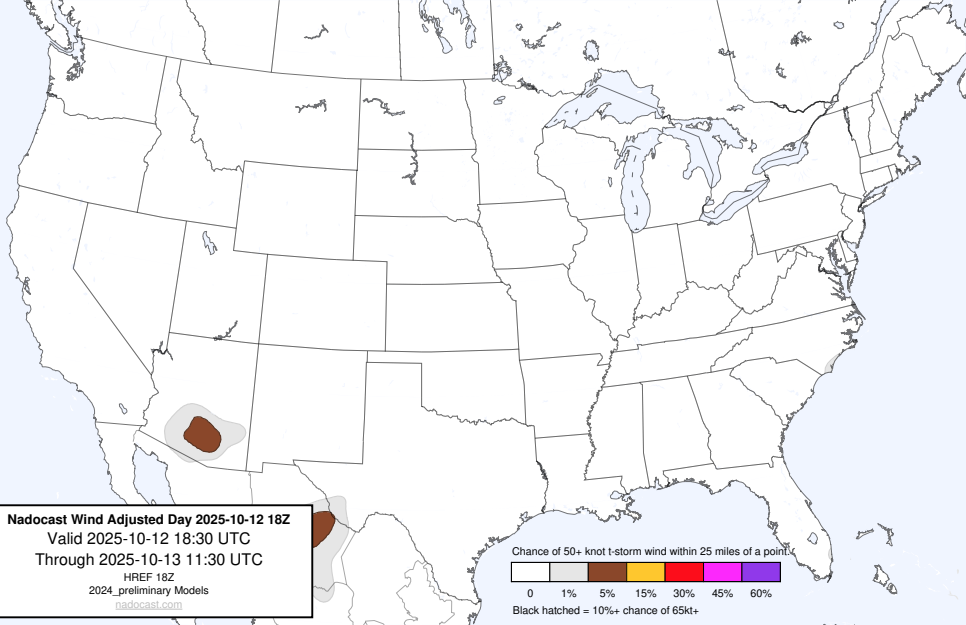 Nadocast Wind Adjusted Day 2025-10-12 18Z
Valid 2025-10-12 18:30 UTC
Through 2025-10-13 11:30 UTC
HREF 18Z
2024_preliminary Models
nadocast.com
Chance of 50+ knot t-storm wind within 25 miles of a point.
0 1% 5% 15% 30% 45% 60%
Black hatched = 10%+ chance of 65kt+